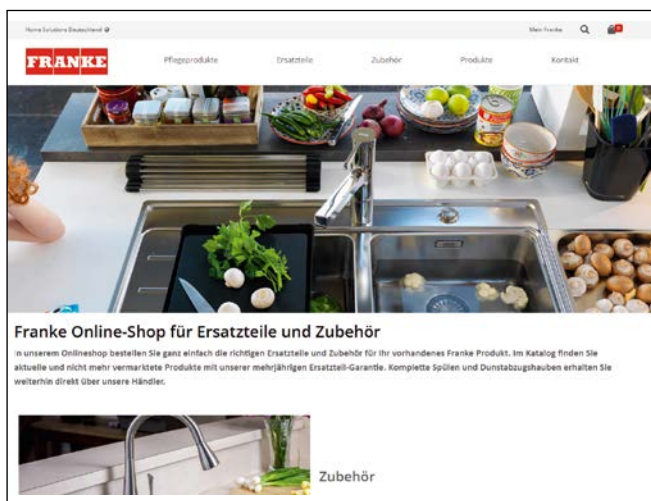 Home Solutions Deutschland
Mein Franke
0
FRANKE
Pflegeprodukte Ersatzteile Zubehör Produkte Kontakt
Franke Online-Shop für Ersatzteile und Zubehör
In unserem Onlineshop bestellen Sie ganz einfach die richtigen Ersatzteile und Zubehör für Ihr vorhandenes Franke Produkt. Im Katalog finden Sie
aktuelle und nicht mehr vermarktete Produkte mit unserer mehrjährigen Ersatzteil-Garantie. Komplette Spülen und Dunstabzugshauben erhalten Sie
weiterhin direkt über unsere Händler.
Zubehör